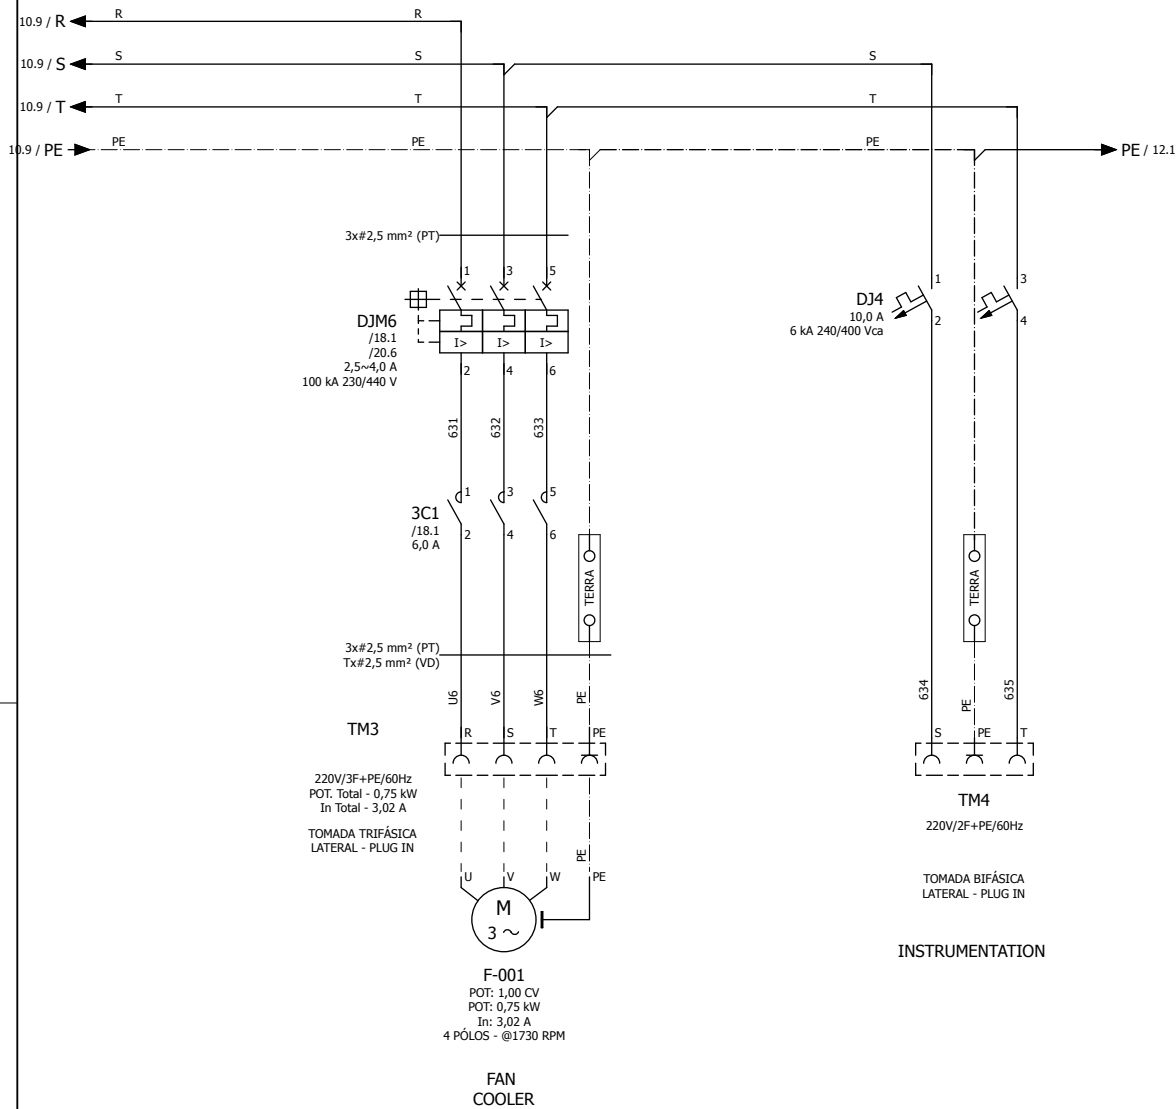 10.9 / R R R
10.9 / S S S S
10.9 / T T T T
10.9 / PE PE PE PE PE / 12.1
3x#2,5 mm² (PT)
1 3 5
DJM6
/18.1
/20.6
2,5~4,0 A
100 kA 230/440 V
I> I> I>
2 4 6
1 3
DJ4
10,0 A
6 kA 240/400 Vca
2 4
631 632 633
1 3 5
3C1
/18.1
6,0 A
2 4 6
TERRA
TERRA
3x#2,5 mm² (PT)
Tx#2,5 mm² (VD)
U6 V6 W6 PE
634 PE 635
TM3
R S T PE
S PE T
220V/3F+PE/60Hz
POT. Total - 0,75 kW
In Total - 3,02 A
TOMADA TRIFÁSICA
LATERAL - PLUG IN
TM4
220V/2F+PE/60Hz
TOMADA BIFÁSICA
LATERAL - PLUG IN
INSTRUMENTATION
PE
U V W PE
M
3 ~
F-001
POT: 1,00 CV
POT: 0,75 kW
In: 3,02 A
4 PÓLOS - @1730 RPM
FAN
COOLER